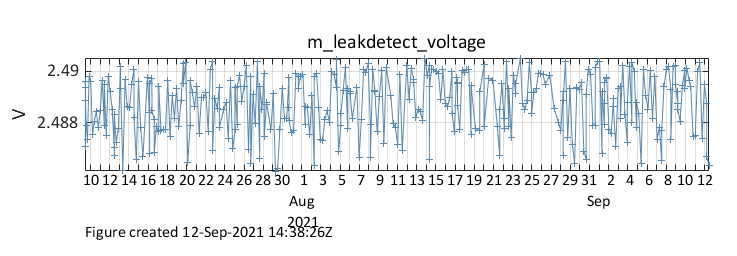 m_leakdetect_voltage
2.49
2.488
V
10 12 14 16 18 20 22 24 26 28 30 1 3 5 7 9 11 13 15 17 19 21 23 25 27 29 31 2 4 6 8 10 12
Aug Sep
2021
Figure created 12-Sep-2021 14:38:26Z